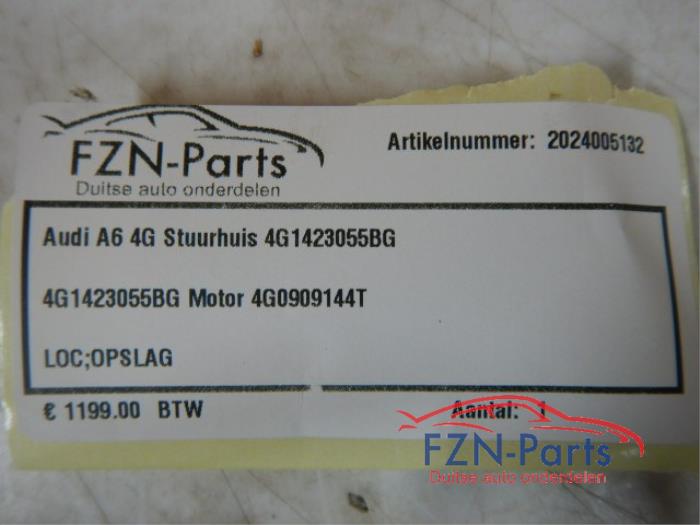 FZN-Parts
Duitse auto onderdelen
Artikelnummer: 2024005132
Audi A6 4G Stuurhuis 4G1423055BG
4G1423055BG Motor 4G0909144T
LOC;OPSLAG
€ 1199.00 BTW
Aantal: 1
FZN-Parts
Duitse auto onderdelen